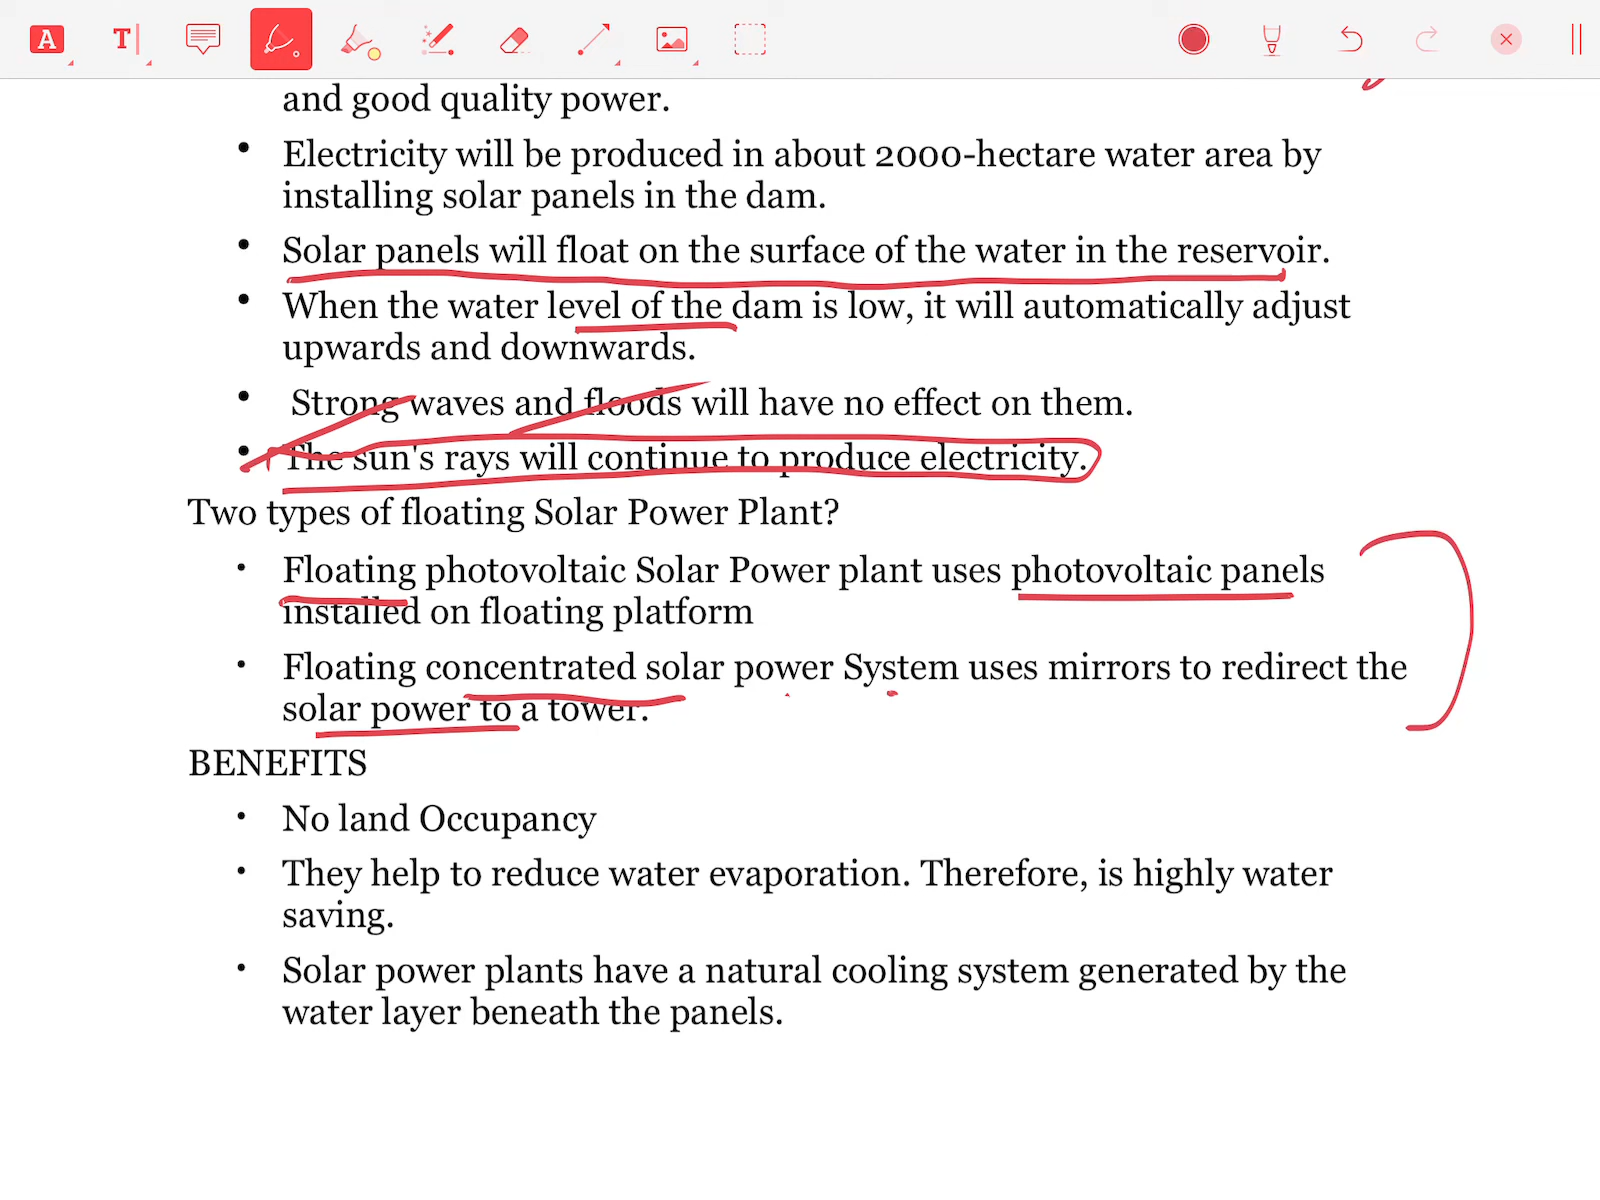 A
T
and good quality power.
• Electricity will be produced in about 2000-hectare water area by
installing solar panels in the dam.
• Solar panels will float on the surface of the water in the reservoir.
• When the water level of the dam is low, it will automatically adjust
upwards and downwards.
• Strong waves and floods will have no effect on them.
• The sun's rays will continue to produce electricity.
Two types of floating Solar Power Plant?
• Floating photovoltaic Solar Power plant uses photovoltaic panels
installed on floating platform
• Floating concentrated solar power System uses mirrors to redirect the
solar power to a tower.
BENEFITS
• No land Occupancy
• They help to reduce water evaporation. Therefore, is highly water
saving.
• Solar power plants have a natural cooling system generated by the
water layer beneath the panels.